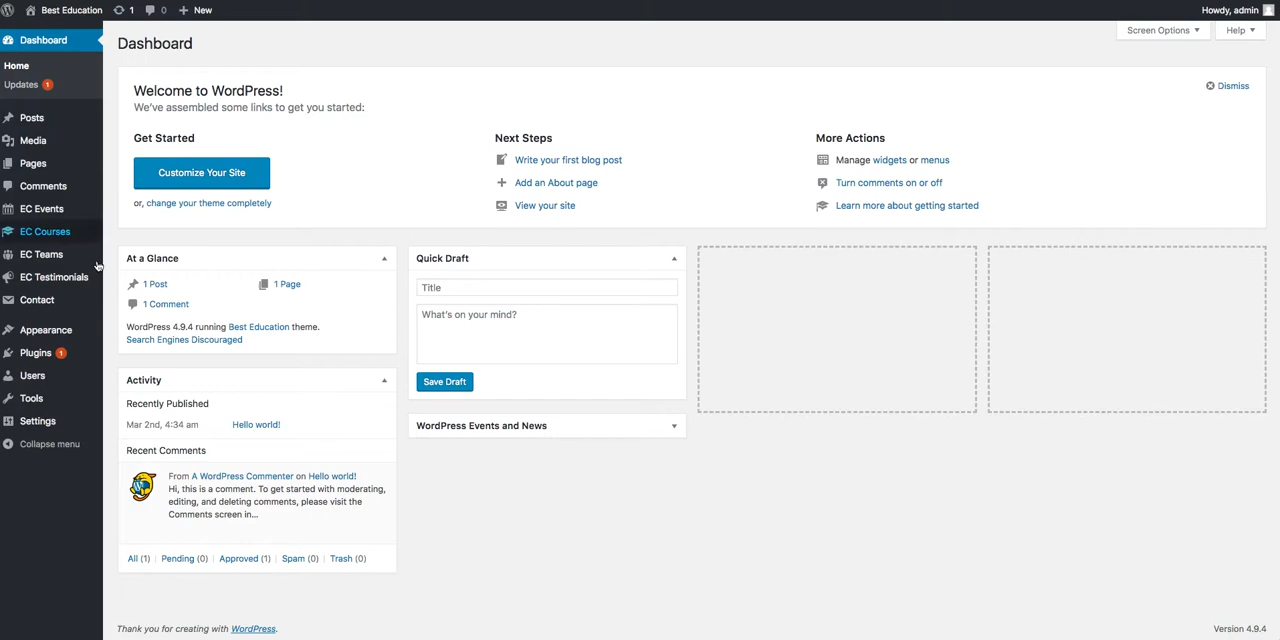 Best Education 1 0 New Howdy, admin
Dashboard
Home
Updates 1
Posts
Media
Pages
Comments
EC Events
EC Courses
EC Teams
EC Testimonials
Contact
Appearance
Plugins 1
Users
Tools
Settings
Collapse menu
Dashboard
Screen Options
Help
Welcome to WordPress!
We've assembled some links to get you started:
Dismiss
Get Started
Customize Your Site
or, change your theme completely
Next Steps
Write your first blog post
Add an About page
View your site
More Actions
Manage widgets or menus
Turn comments on or off
Learn more about getting started
At a Glance
1 Post 1 Page
1 Comment
WordPress 4.9.4 running Best Education theme.
Search Engines Discouraged
Activity
Recently Published
Mar 2nd, 4:34 am Hello world!
Recent Comments
From A WordPress Commenter on Hello world!
Hi, this is a comment. To get started with moderating,
editing, and deleting comments, please visit the
Comments screen in...
All (1) | Pending (0) | Approved (1) | Spam (0) | Trash (0)
Quick Draft
Title
What's on your mind?
Save Draft
WordPress Events and News
Thank you for creating with WordPress.
Version 4.9.4